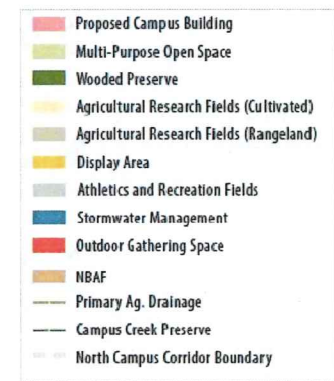 Proposed Campus Building
Multi-Purpose Open Space
Wooded Preserve
Agricultural Research Fields (Cultivated)
Agricultural Research Fields (Rangeland)
Display Area
Athletics and Recreation Fields
Stormwater Management
Outdoor Gathering Space
NBAF
Primary Ag. Drainage
Campus Creek Preserve
North Campus Corridor Boundary